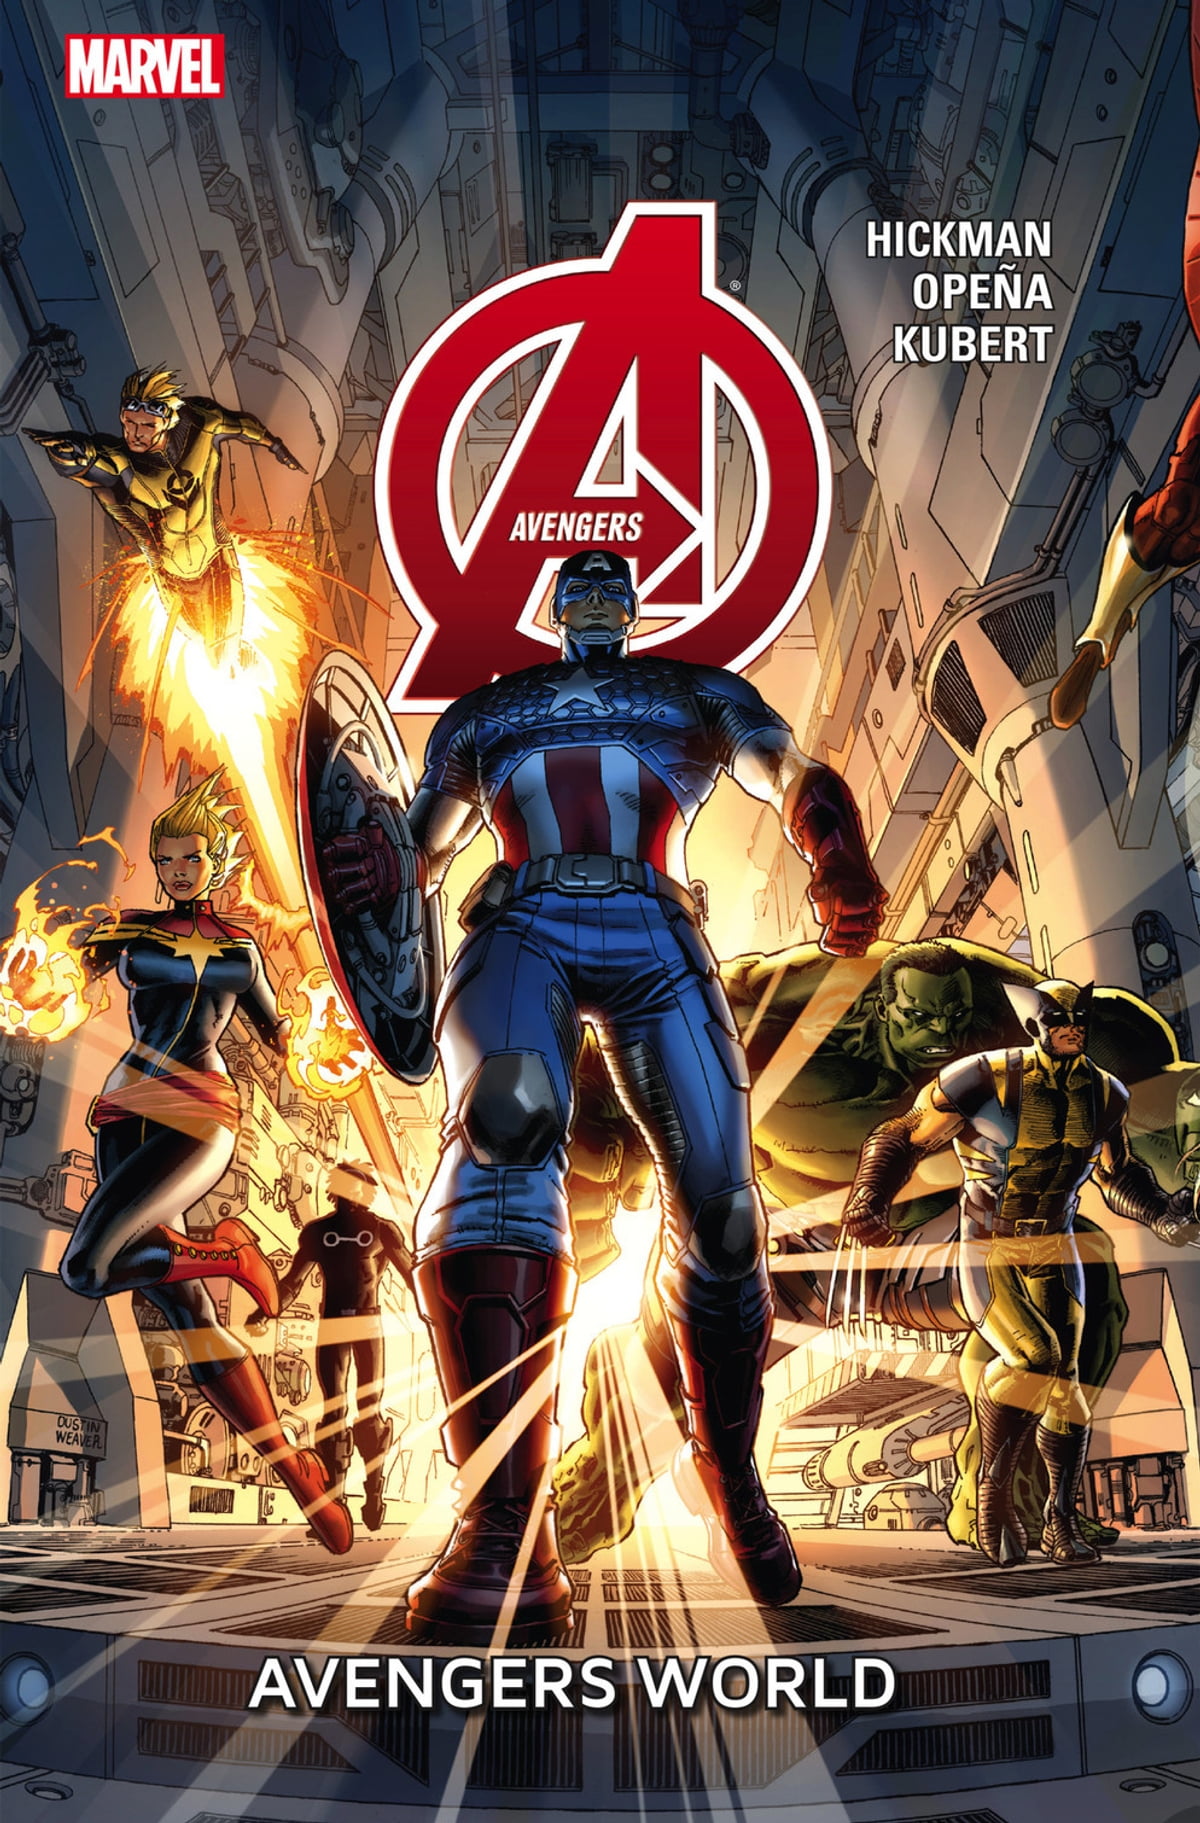 MARVEL
HICKMAN
OPEÑA
KUBERT
®
AVENGERS
A
DUSTIN
WEAVER
AVENGERS WORLD